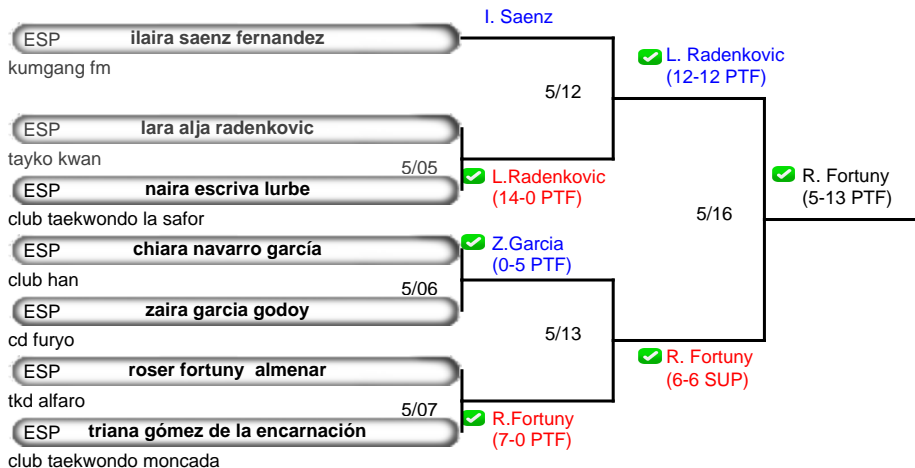 I. Saenz
ESP ilaira saenz fernandez
kumgang fm
L. Radenkovic
(12-12 PTF)
5/12
ESP lara alja radenkovic
tayko kwan
5/05
L.Radenkovic
(14-0 PTF)
ESP naira escriva lurbe
club taekwondo la safor
R. Fortuny
(5-13 PTF)
5/16
ESP chiara navarro garcía
club han
Z.Garcia
(0-5 PTF)
5/06
ESP zaira garcia godoy
cd furyo
5/13
ESP roser fortuny  almenar
tkd alfaro
R. Fortuny
(6-6 SUP)
5/07
R.Fortuny
(7-0 PTF)
ESP triana gómez de la encarnación
club taekwondo moncada